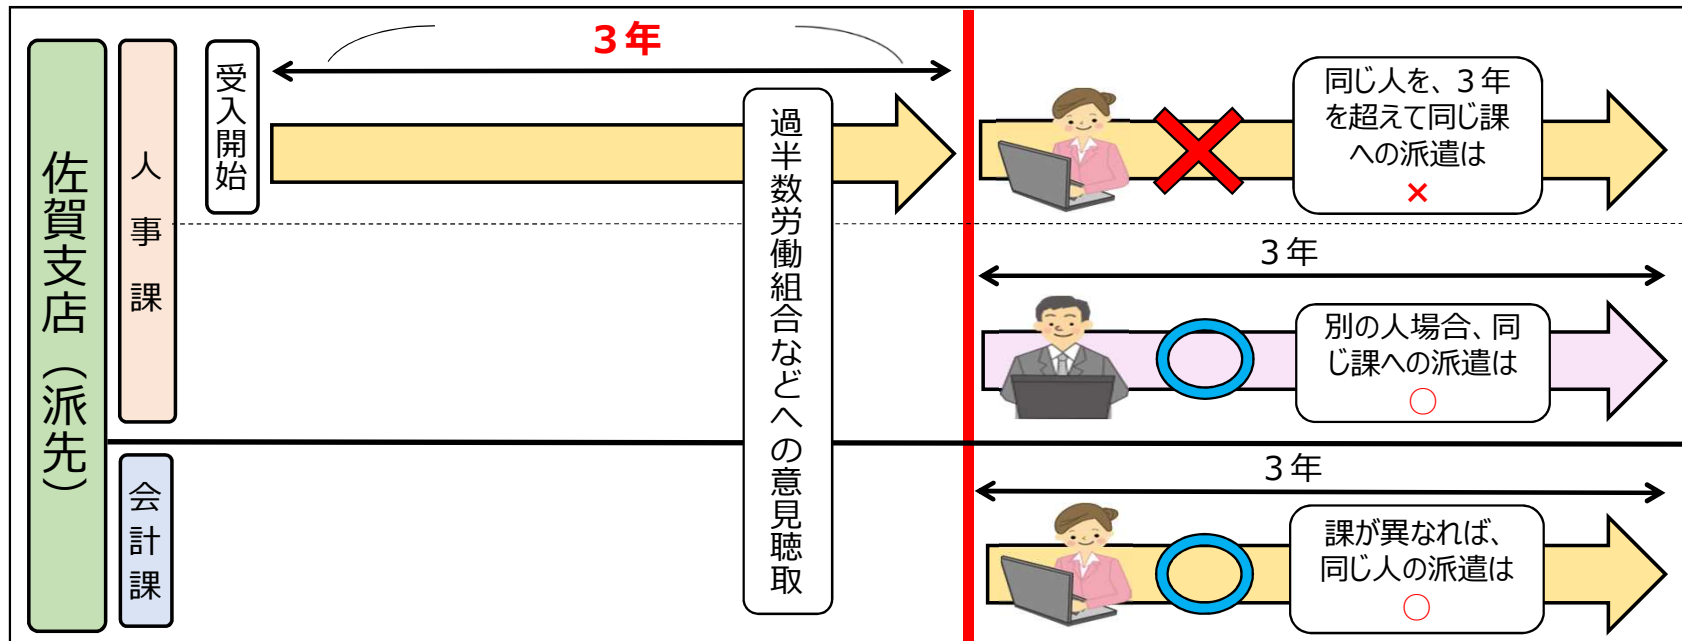 佐賀支店（派先）
人事課
受入開始
３年
過半数労働組合などへの意見聴取
同じ人を、３年
を超えて同じ課
への派遣は
×
３年
別の人場合、同
じ課への派遣は
○
会計課
３年
課が異なれば、
同じ人の派遣は
○